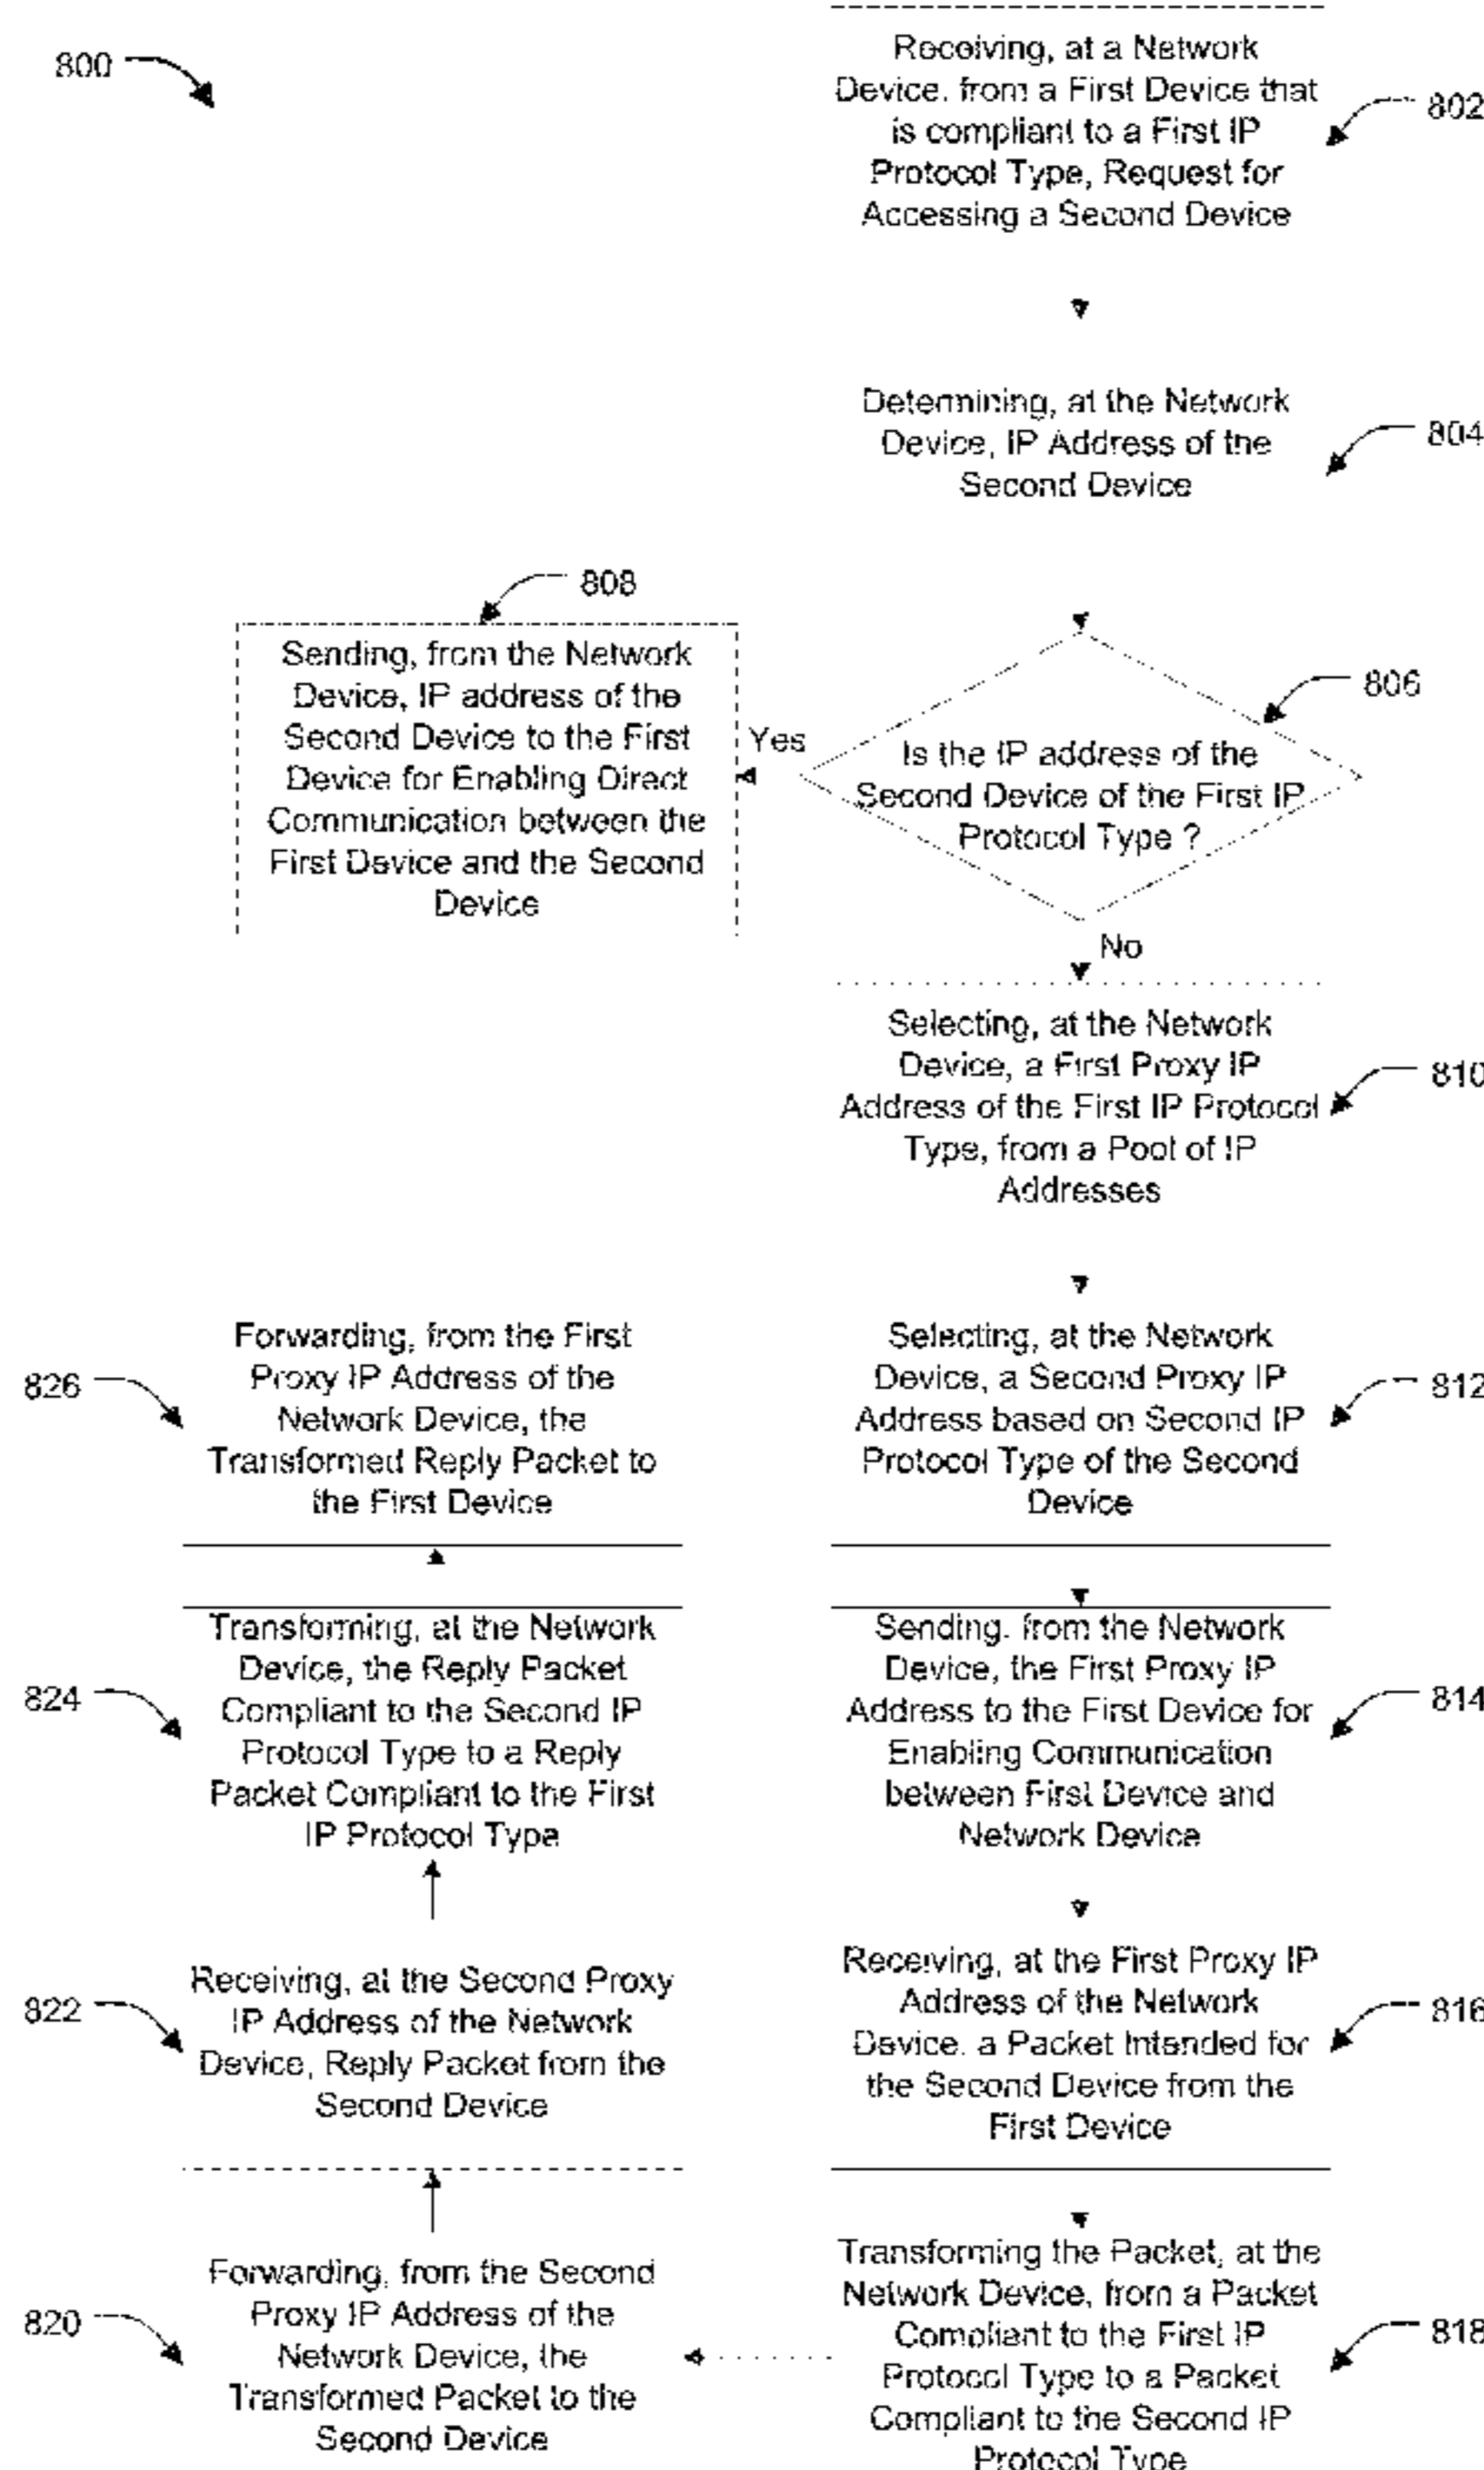 800
Receiving, at a Network
Device, from a First Device that
is compliant to a First IP
Protocol Type, Request for
Accessing a Second Device
802
Determining, at the Network
Device, IP Address of the
Second Device
804
808
Sending, from the Network
Device, IP address of the
Second Device to the First
Device for Enabling Direct
Communication between the
First Device and the Second
Device
Yes
806
Is the IP address of the
Second Device of the First IP
Protocol Type ?
No
Selecting, at the Network
Device, a First Proxy IP
Address of the First IP Protocol
Type, from a Pool of IP
Addresses
810
Selecting, at the Network
Device, a Second Proxy IP
Address based on Second IP
Protocol Type of the Second
Device
812
Sending, from the Network
Device, the First Proxy IP
Address to the First Device for
Enabling Communication
between First Device and
Network Device
814
Receiving, at the First Proxy IP
Address of the Network
Device, a Packet Intended for
the Second Device from the
First Device
816
Transforming the Packet, at the
Network Device, from a Packet
Compliant to the First IP
Protocol Type to a Packet
Compliant to the Second IP
Protocol Type
818
Forwarding, from the Second
Proxy IP Address of the
Network Device, the
Transformed Packet to the
Second Device
820
Receiving, at the Second Proxy
IP Address of the Network
Device, Reply Packet from the
Second Device
822
Transforming, at the Network
Device, the Reply Packet
Compliant to the Second IP
Protocol Type to a Reply
Packet Compliant to the First
IP Protocol Type
824
Forwarding, from the First
Proxy IP Address of the
Network Device, the
Transformed Reply Packet to
the First Device
826